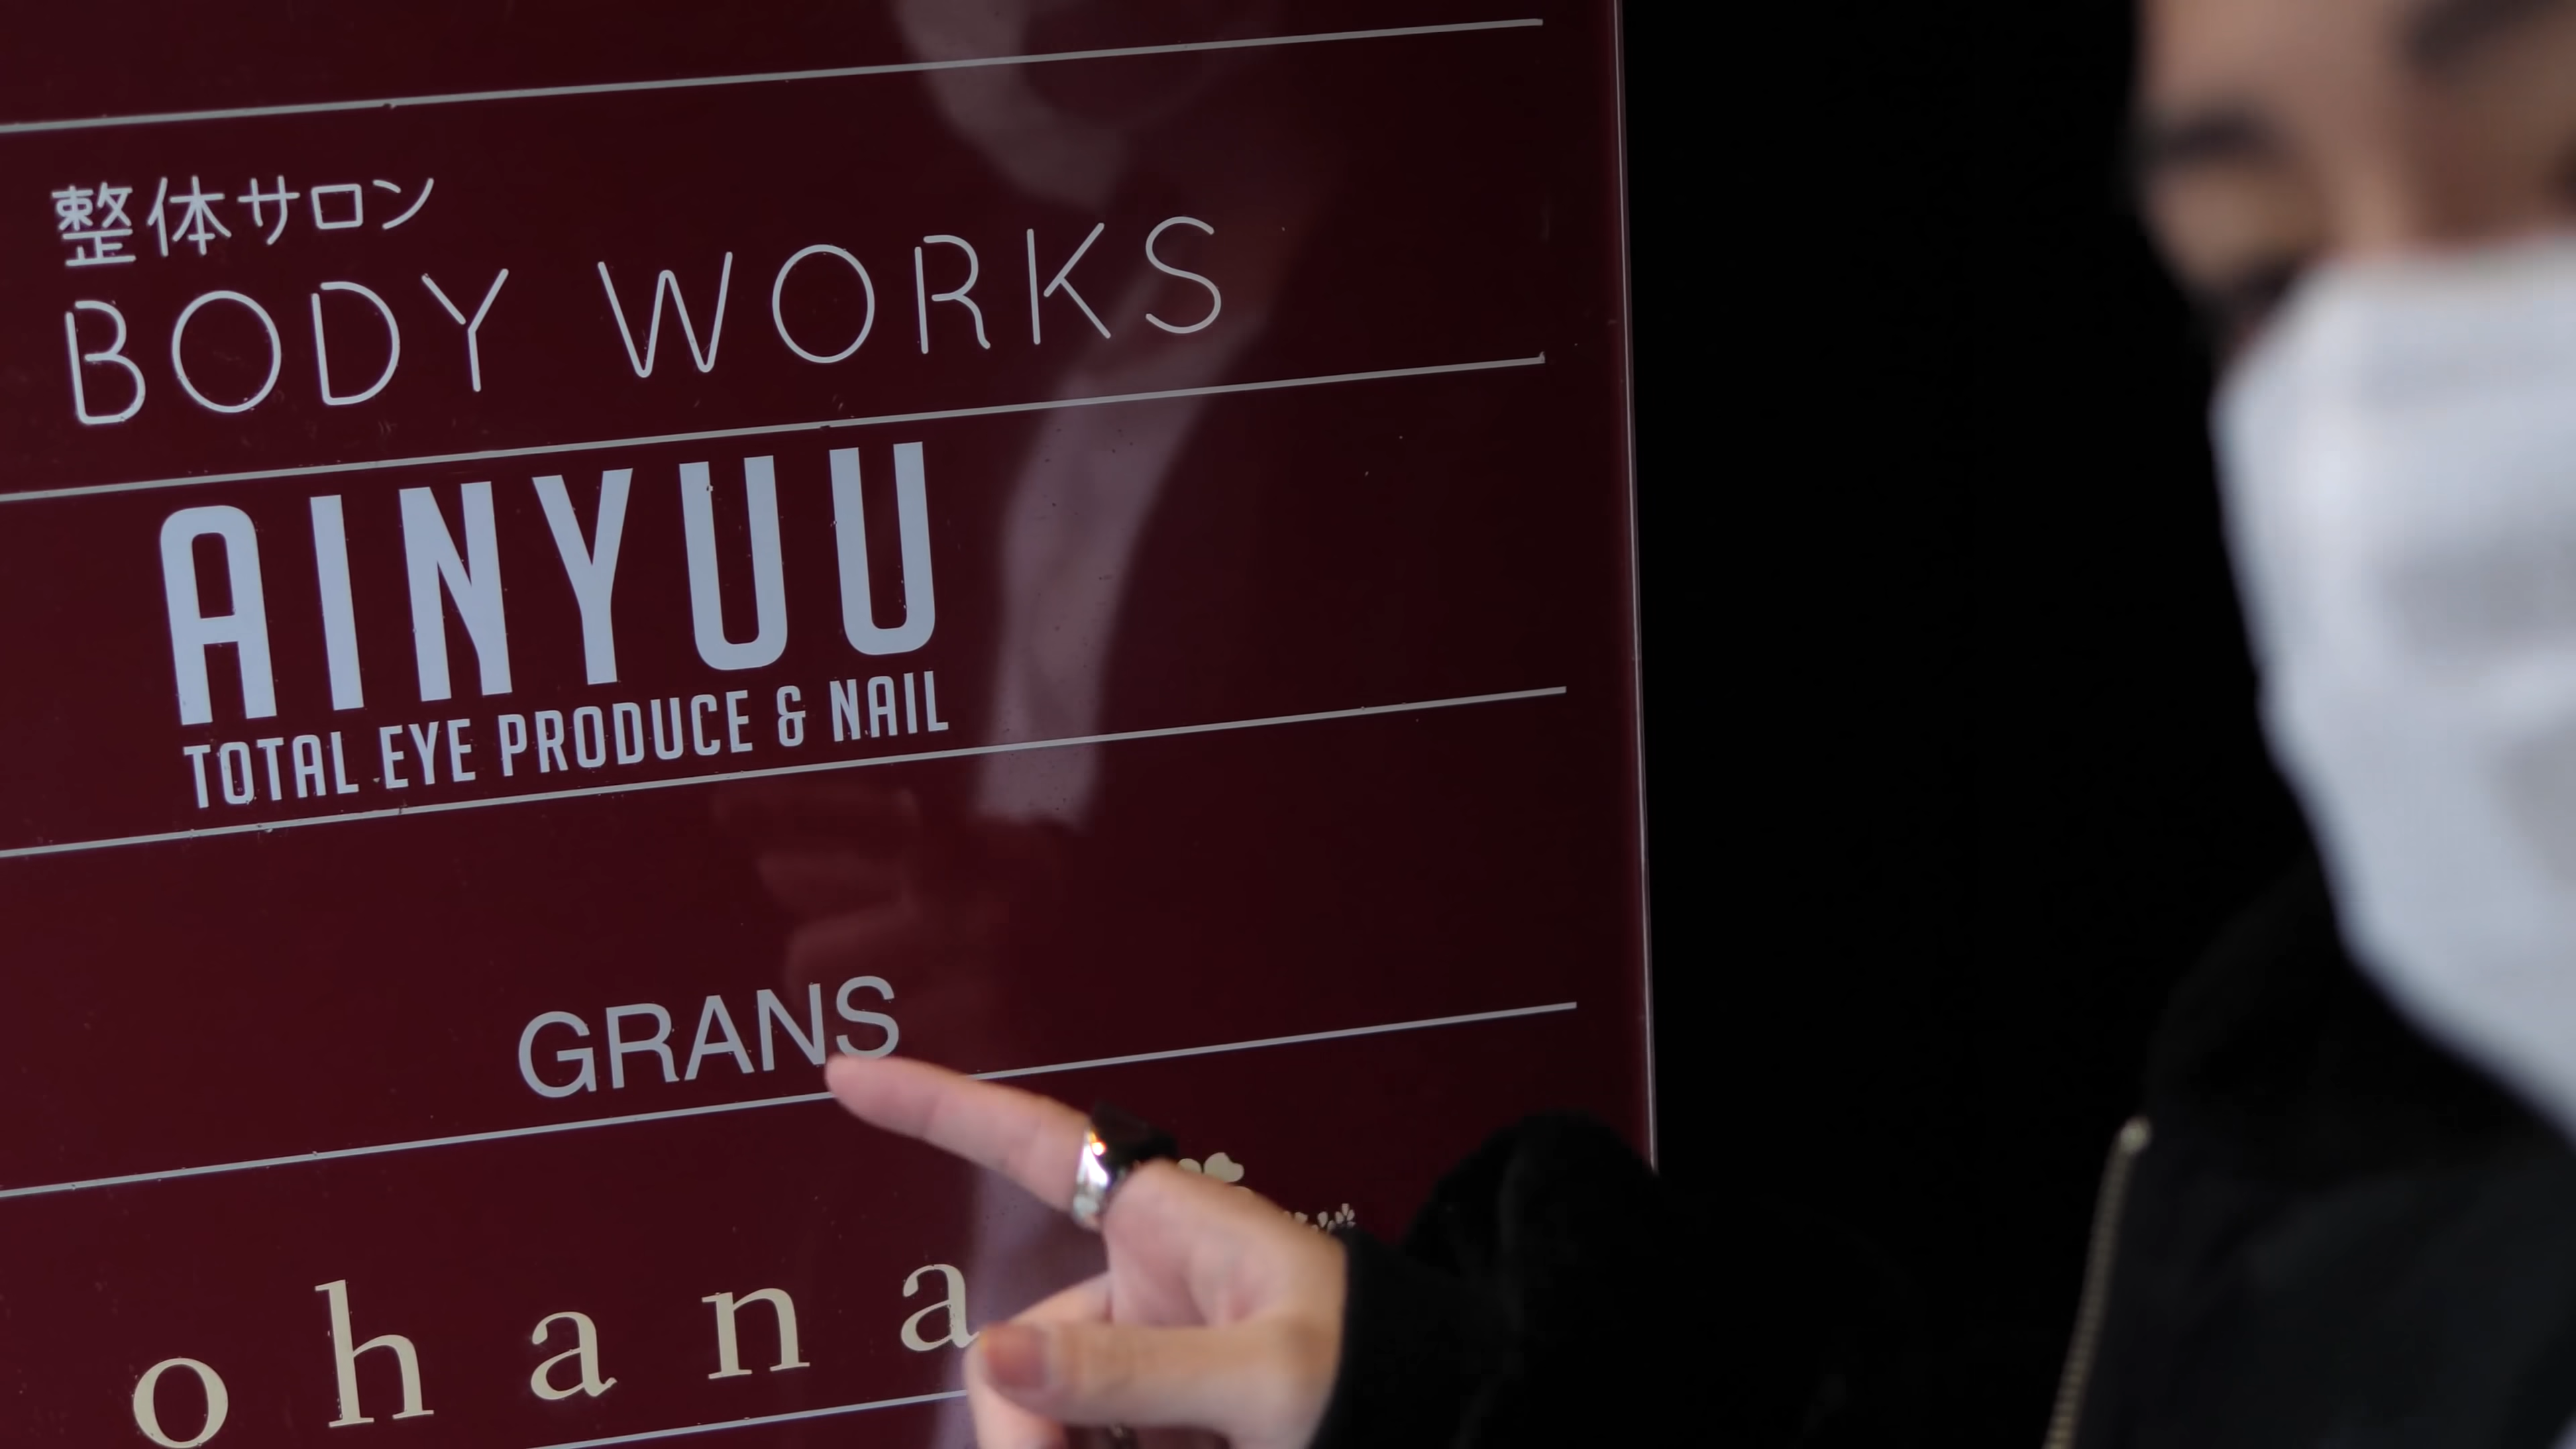 整体サロン
BODY WORKS
AINYUU
TOTAL EYE PRODUCE & NAIL
GRANS
ohana